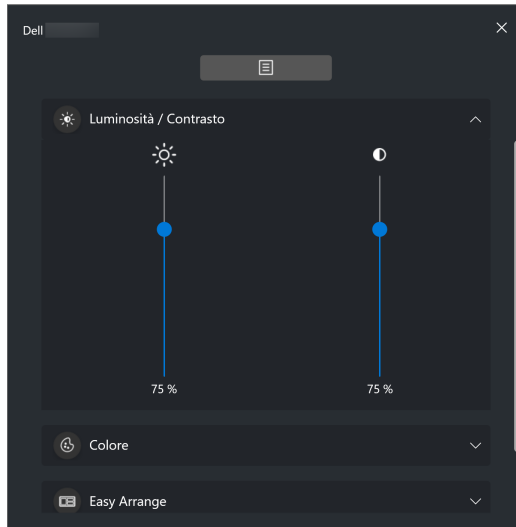 Dell
Luminosità / Contrasto
75 %
75 %
Colore
Easy Arrange